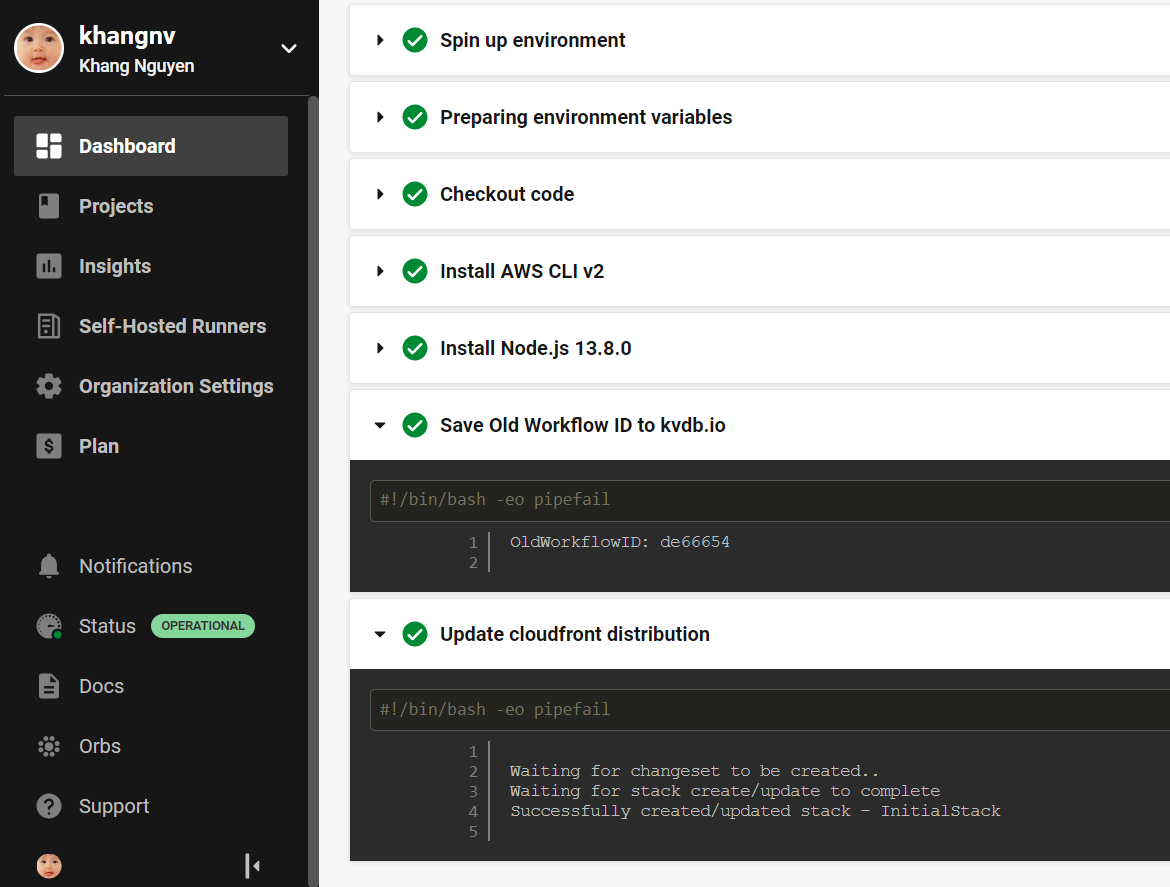 khangnv
Khang Nguyen
Dashboard
Projects
Insights
Self-Hosted Runners
Organization Settings
Plan
Notifications
Status OPERATIONAL
Docs
Orbs
Support
Spin up environment
Preparing environment variables
Checkout code
Install AWS CLI v2
Install Node.js 13.8.0
Save Old Workflow ID to kvdb.io
#!/bin/bash -eo pipefail
1 OldWorkflowID: de66654
2
Update cloudfront distribution
#!/bin/bash -eo pipefail
1
2 Waiting for changeset to be created..
3 Waiting for stack create/update to complete
4 Successfully created/updated stack - InitialStack
5